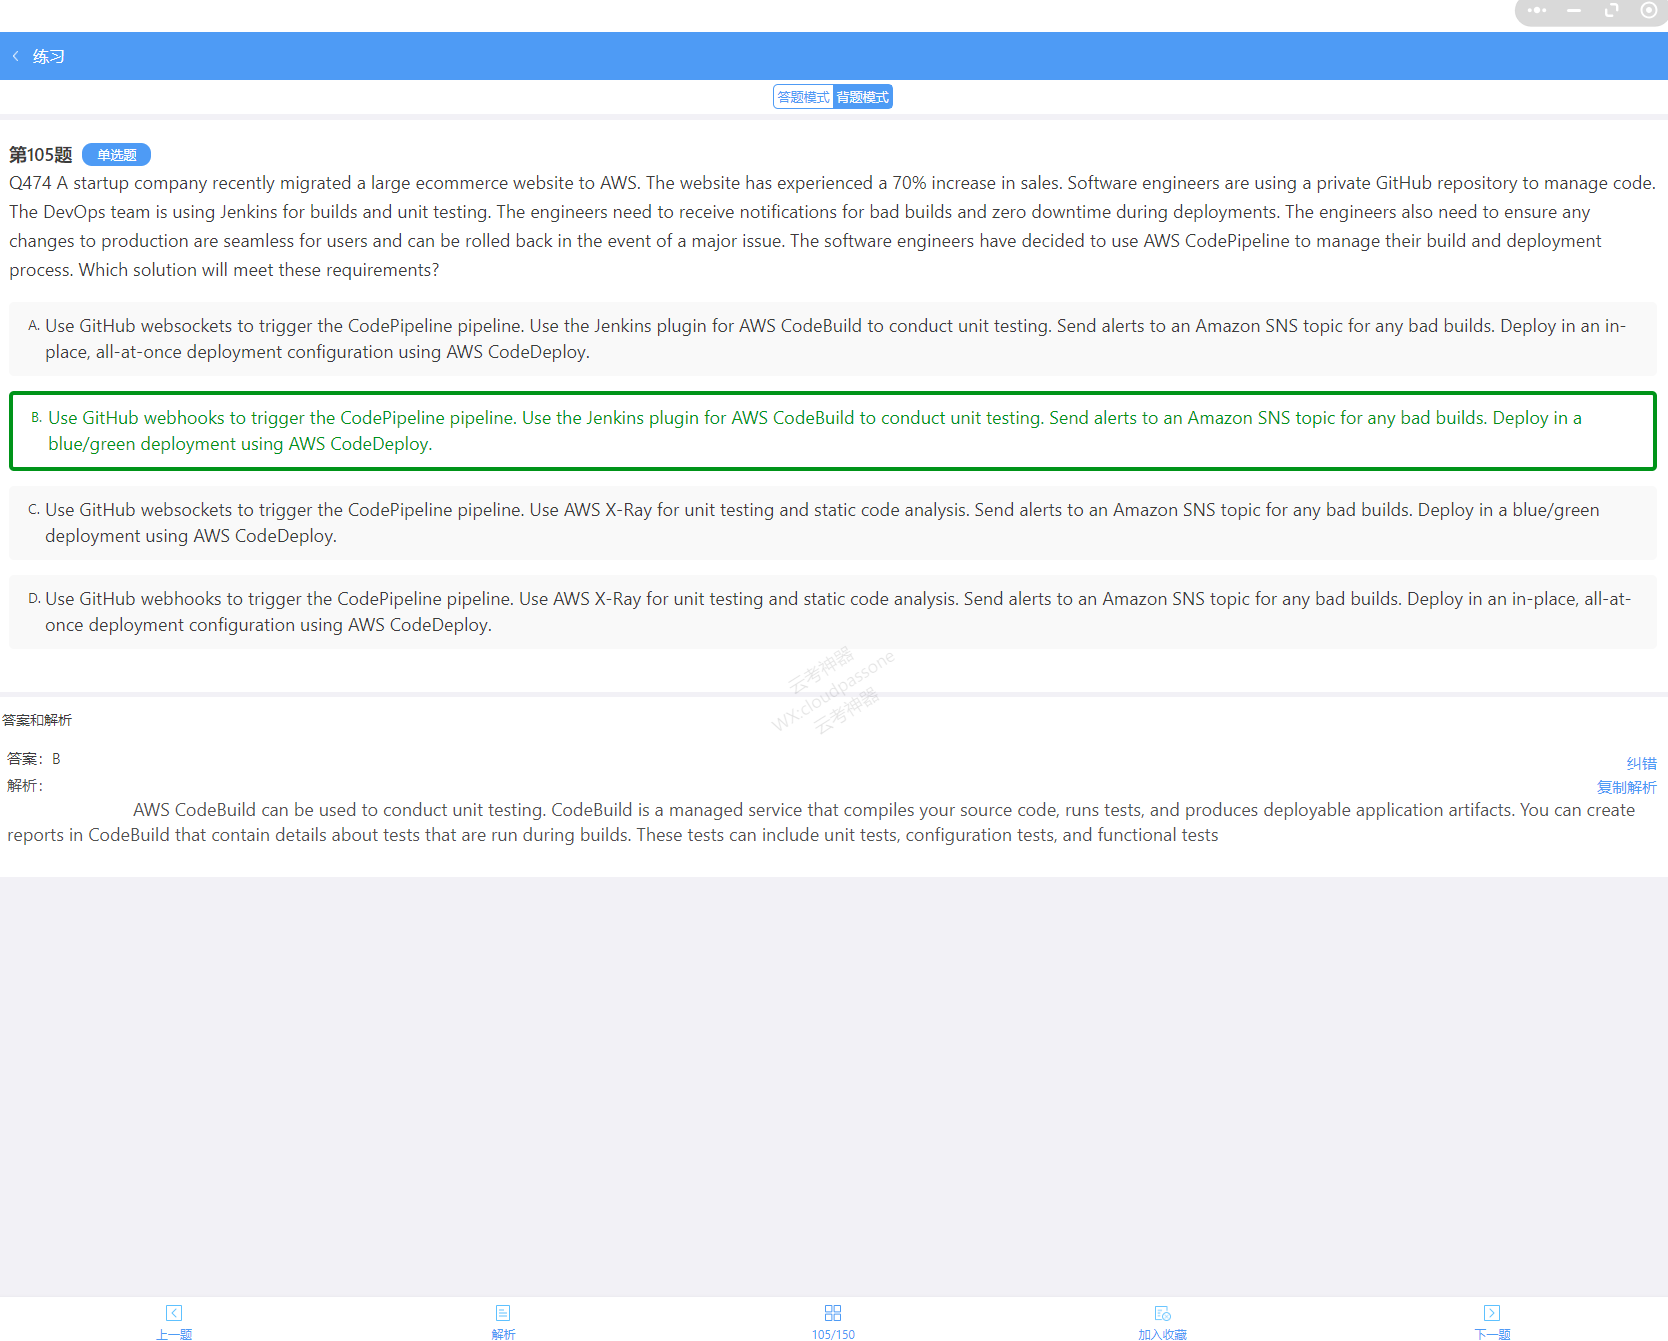 练习
答题模式 背题模式
第105题 单选题
Q474 A startup company recently migrated a large ecommerce website to AWS. The website has experienced a 70% increase in sales. Software engineers are using a private GitHub repository to manage code.
The DevOps team is using Jenkins for builds and unit testing. The engineers need to receive notifications for bad builds and zero downtime during deployments. The engineers also need to ensure any
changes to production are seamless for users and can be rolled back in the event of a major issue. The software engineers have decided to use AWS CodePipeline to manage their build and deployment
process. Which solution will meet these requirements?
A. Use GitHub websockets to trigger the CodePipeline pipeline. Use the Jenkins plugin for AWS CodeBuild to conduct unit testing. Send alerts to an Amazon SNS topic for any bad builds. Deploy in an in-
place, all-at-once deployment configuration using AWS CodeDeploy.
B. Use GitHub webhooks to trigger the CodePipeline pipeline. Use the Jenkins plugin for AWS CodeBuild to conduct unit testing. Send alerts to an Amazon SNS topic for any bad builds. Deploy in a
blue/green deployment using AWS CodeDeploy.
C. Use GitHub websockets to trigger the CodePipeline pipeline. Use AWS X-Ray for unit testing and static code analysis. Send alerts to an Amazon SNS topic for any bad builds. Deploy in a blue/green
deployment using AWS CodeDeploy.
D. Use GitHub webhooks to trigger the CodePipeline pipeline. Use AWS X-Ray for unit testing and static code analysis. Send alerts to an Amazon SNS topic for any bad builds. Deploy in an in-place, all-at-
once deployment configuration using AWS CodeDeploy.
云考神器
WX:cloudpassone
云考神器
答案和解析
答案：B
纠错
解析：
复制解析
AWS CodeBuild can be used to conduct unit testing. CodeBuild is a managed service that compiles your source code, runs tests, and produces deployable application artifacts. You can create
reports in CodeBuild that contain details about tests that are run during builds. These tests can include unit tests, configuration tests, and functional tests
上一题 解析 105/150 加入收藏 下一题